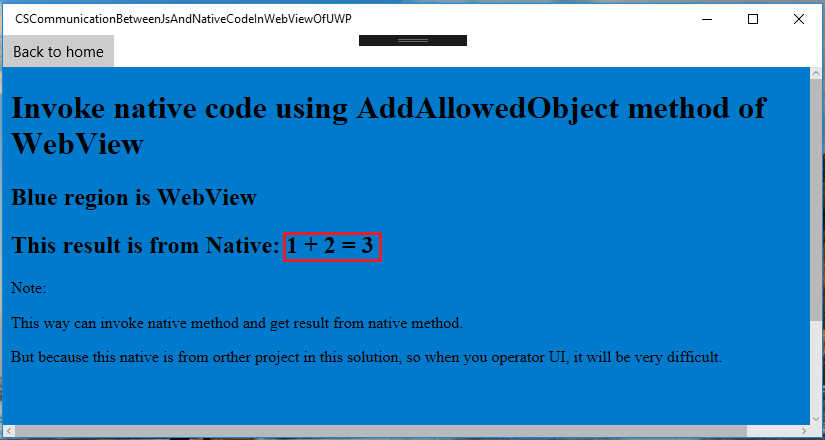 CSCommunicationBetweenJsAndNativeCodeInWebViewOfUWP
Back to home
Invoke native code using AddAllowedObject method of
WebView
Blue region is WebView
This result is from Native: 1 + 2 = 3
Note:
This way can invoke native method and get result from native method.
But because this native is from orther project in this solution, so when you operator UI, it will be very difficult.